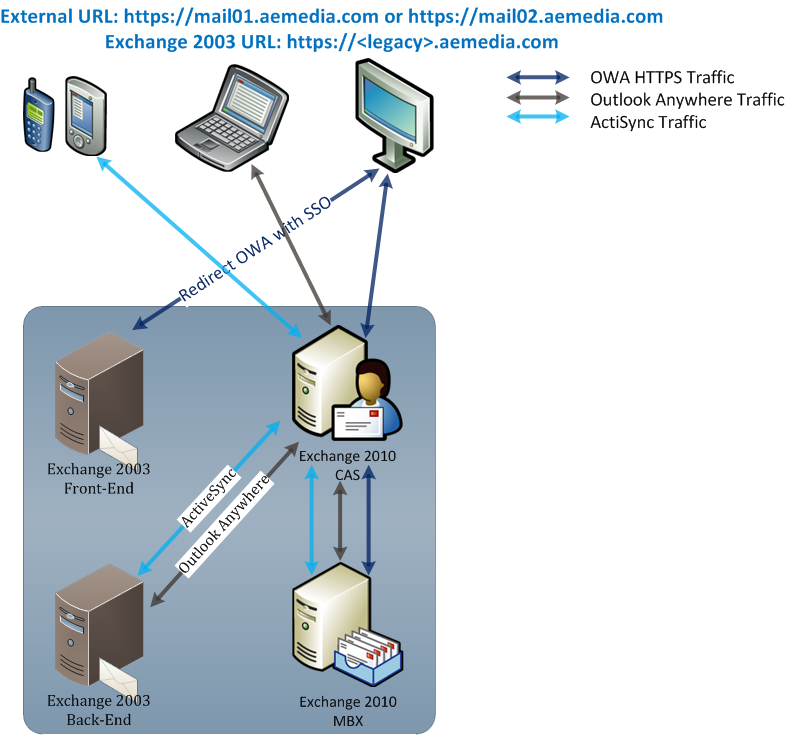 External URL: https://mail01.aemedia.com or https://mail02.aemedia.com
Exchange 2003 URL: https://<legacy>.aemedia.com
OWA HTTPS Traffic
Outlook Anywhere Traffic
ActiSync Traffic
Redirect OWA with SSO
Exchange 2003
Front-End
Exchange 2010
CAS
ActiveSync
Outlook Anywhere
Exchange 2003
Back-End
Exchange 2010
MBX